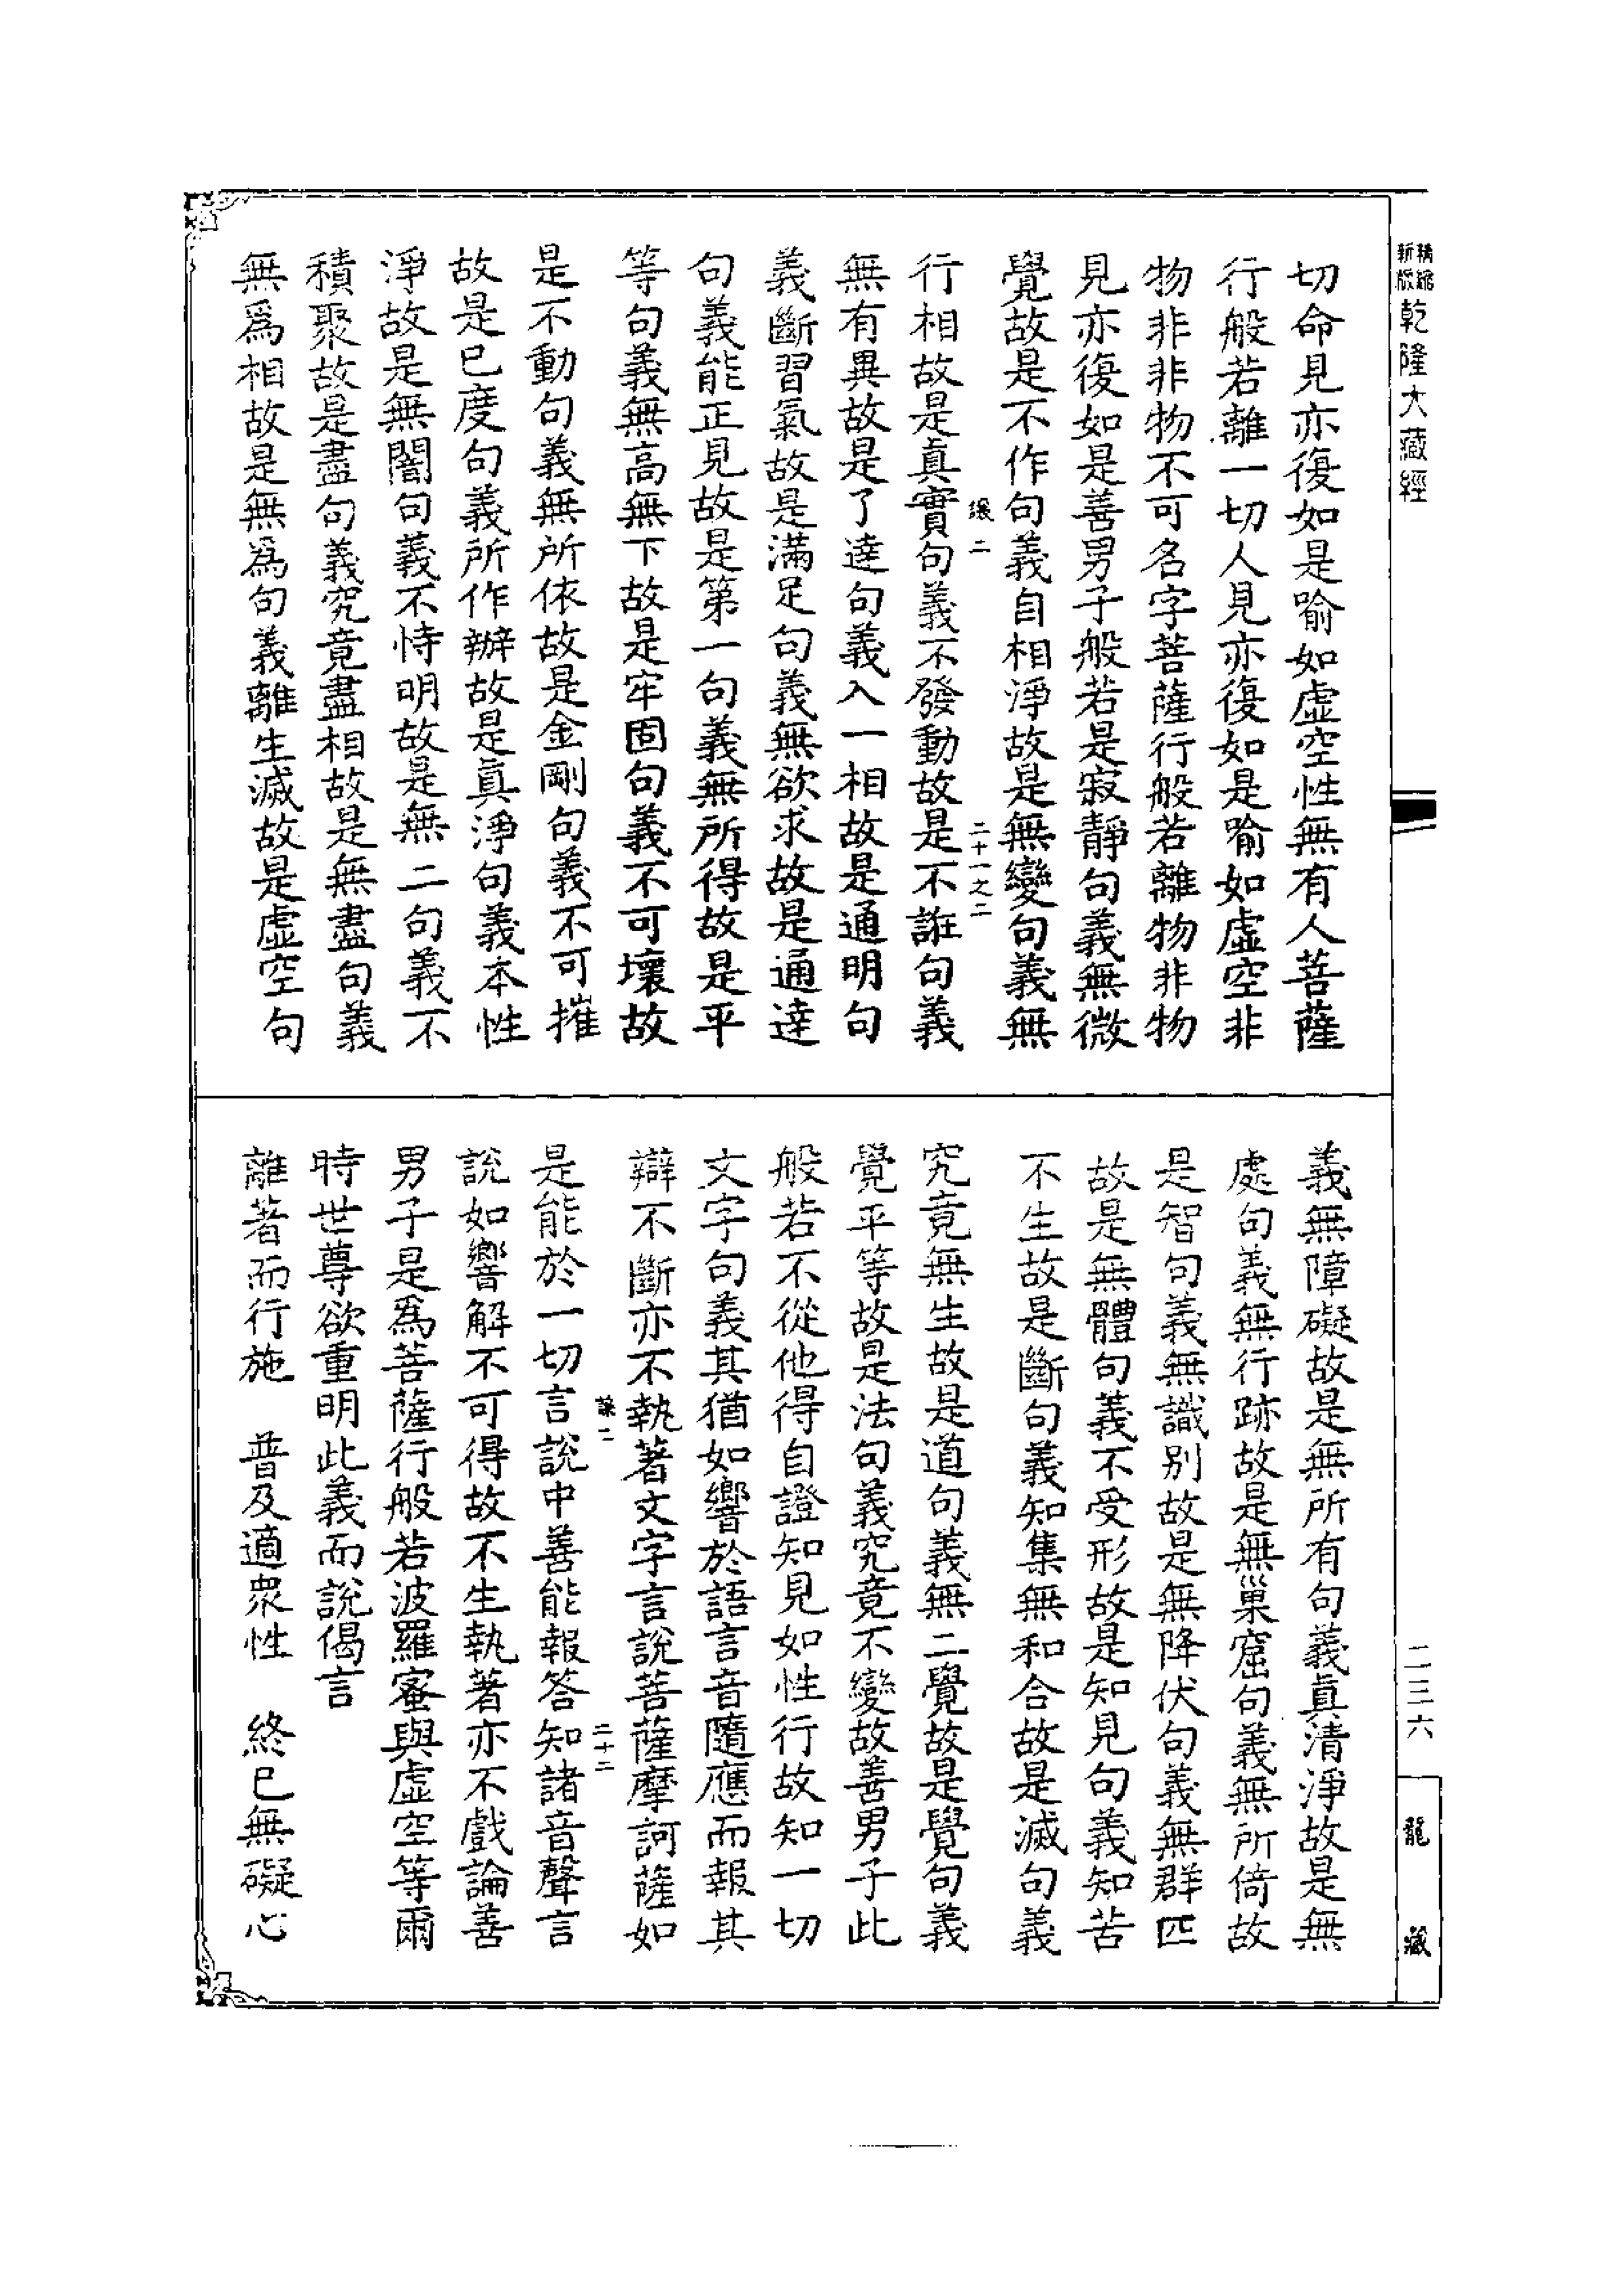 精縮新版乾隆大藏經
切命見亦復如是喻如虛空性無有人菩薩
行般若離一切人見亦復如是喻如虛空非
物非非物不可名字菩薩行般若離物非物
見亦復如是善男子般若是寂靜句義無微
覺故是不作句義自相淨故是無變句義無
二 二十一之二
行相故是真實句義不發動故是不誑句義
無有異故是了達句義入一相故是通明句
義斷習氣故是滿足句義無欲求故是通達
句義能正見故是第一句義無所得故是平
等句義無高無下故是牢固句義不可壞故
是不動句義無所依故是金剛句義不可摧
故是已度句義所作辦故是真淨句義本性
淨故是無闇句義不恃明故是無二句義不
積聚故是盡句義究竟盡相故是無盡句義
無爲相故是無爲句義離生滅故是虛空句
義無障礙故是無所有句義真清淨故是無
處句義無行跡故是無巢窟句義無所倚故
是智句義無識別故是無降伏句義無群匹
故是無體句義不受形故是知見句義知苦
不生故是斷句義知集無和合故是滅句義
究竟無生故是道句義無二覺故是覺句義
覺平等故是法句義究竟不變故善男子此
般若不從他得自證知見如性行故知一切
文字句義其猶如響於語言音隨應而報其
辯不斷亦不執著文字言說菩薩摩訶薩如
二 二十二
是能於一切言說中善能報答知諸音聲言
說如響解不可得故不生執著亦不戲論善
男子是爲菩薩行般若波羅蜜與虛空等爾
時世尊欲重明此義而說偈言
離著而行施　普及適眾性　終已無礙心
二三六
龍藏